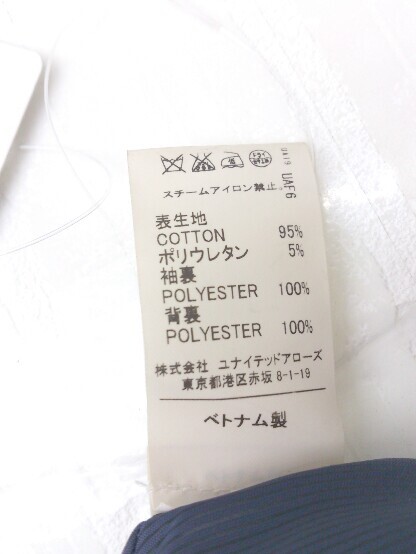 スチームアイロン禁止。
UAF6
表生地
COTTON 95%
ポリウレタン 5%
袖裏
POLYESTER 100%
背裏
POLYESTER 100%
株式会社 ユナイテッドアローズ
東京都港区赤坂 8-1-19
ベトナム製